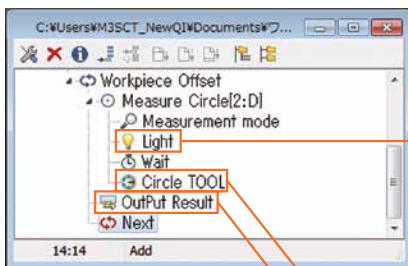 C:¥Users¥M3SCT_NewQI¥Documents¥ワ...
Workpiece Offset
Measure Circle[2:D]
Measurement mode
Light
Wait
Circle TOOL
OutPut Result
Next
14:14 Add